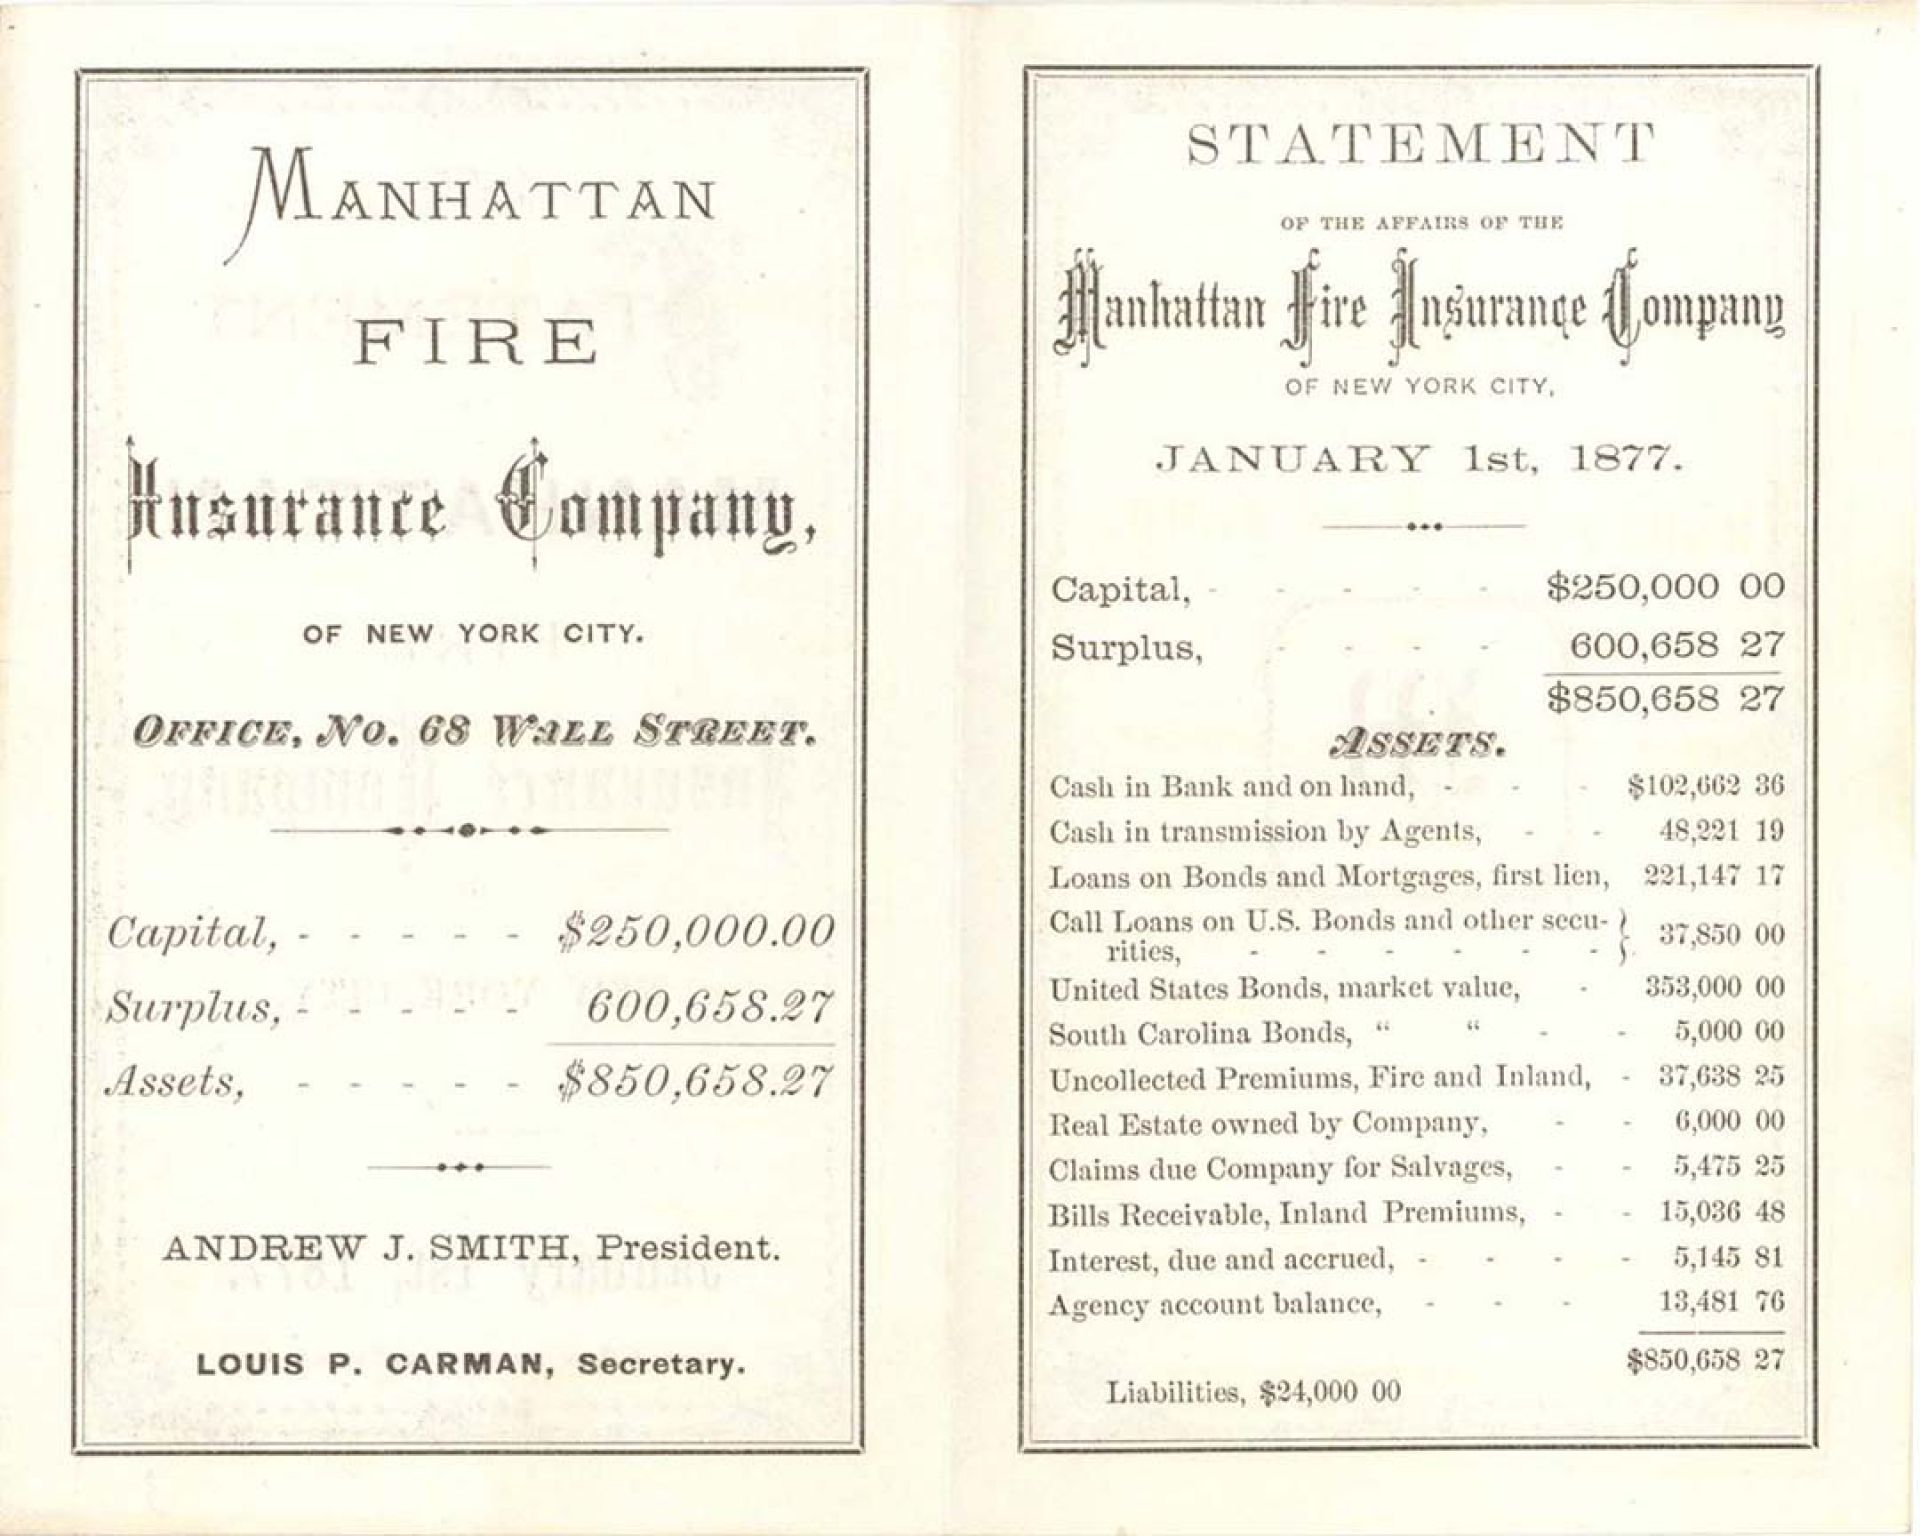 MANHATTAN
FIRE
Insurance Company,
OF NEW YORK CITY.
OFFICE, No. 68 WALL STREET.
Capital, - - - - - $250,000.00
Surplus, - - - - - 600,658.27
Assets, - - - - - $850,658.27
ANDREW J. SMITH, President.
LOUIS P. CARMAN, Secretary.
STATEMENT
OF THE AFFAIRS OF THE
Manhattan Fire Insurance Company
OF NEW YORK CITY,
JANUARY 1st, 1877.
Capital, - - - - - $250,000 00
Surplus, - - - - 600,658 27
$850,658 27
ASSETS.
Cash in Bank and on hand, - - - $102,662 36
Cash in transmission by Agents, - - 48,221 19
Loans on Bonds and Mortgages, first lien, 221,147 17
Call Loans on U.S. Bonds and other secu- }
rities, - - - - - - } 37,850 00
United States Bonds, market value, - 353,000 00
South Carolina Bonds, “ “ - - 5,000 00
Uncollected Premiums, Fire and Inland, - 37,638 25
Real Estate owned by Company, - - 6,000 00
Claims due Company for Salvages, - - 5,475 25
Bills Receivable, Inland Premiums, - - 15,036 48
Interest, due and accrued, - - - - 5,145 81
Agency account balance, - - - 13,481 76
$850,658 27
Liabilities, $24,000 00